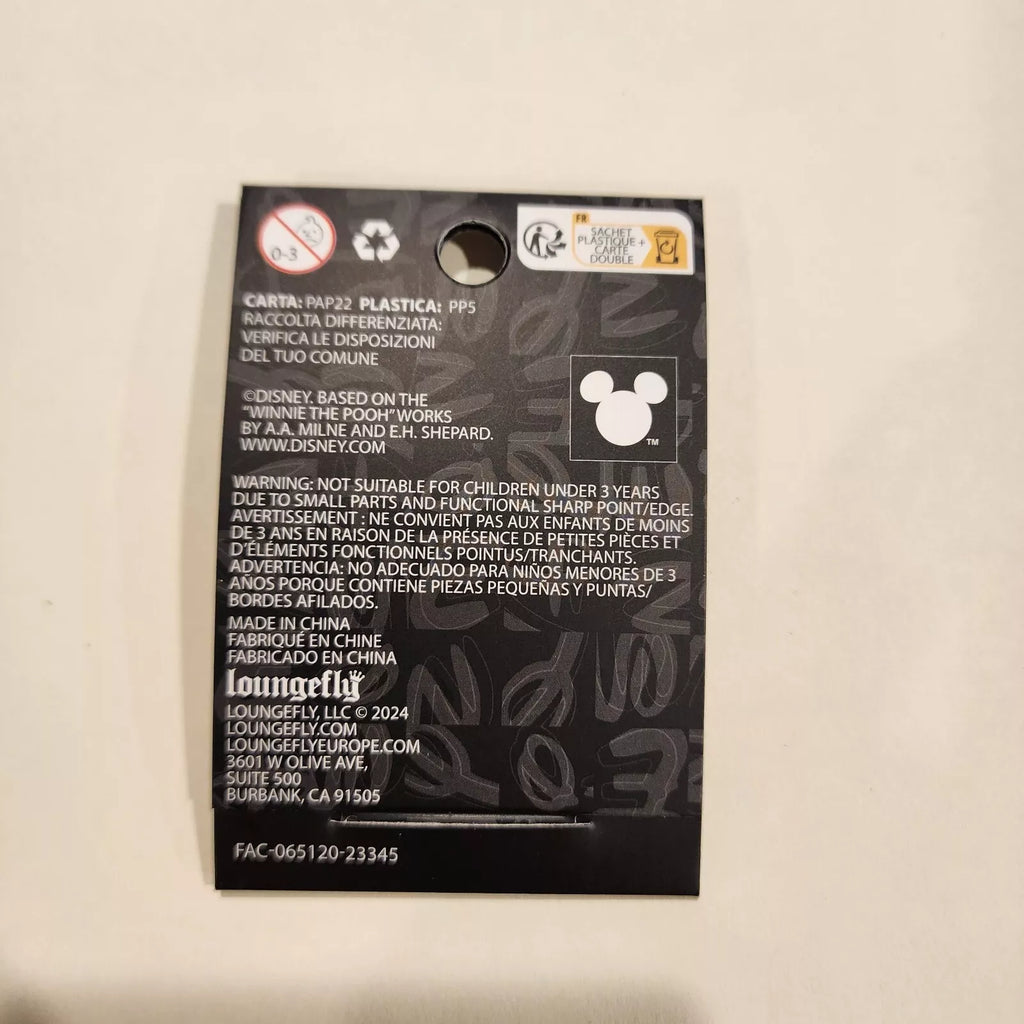 0-3
FR
SACHET
PLASTIQUE +
CARTE
DOUBLE
CARTA: PAP22 PLASTICA: PP5
RACCOLTA DIFFERENZIATA:
VERIFICA LE DISPOSIZIONI
DEL TUO COMUNE
©DISNEY. BASED ON THE
"WINNIE THE POOH" WORKS
BY A.A. MILNE AND E.H. SHEPARD.
WWW.DISNEY.COM
TM
WARNING: NOT SUITABLE FOR CHILDREN UNDER 3 YEARS
DUE TO SMALL PARTS AND FUNCTIONAL SHARP POINT/EDGE.
AVERTISSEMENT : NE CONVIENT PAS AUX ENFANTS DE MOINS
DE 3 ANS EN RAISON DE LA PRÉSENCE DE PETITES PIÈCES ET
D'ÉLÉMENTS FONCTIONNELS POINTUS/TRANCHANTS.
ADVERTENCIA: NO ADECUADO PARA NIÑOS MENORES DE 3
AÑOS PORQUE CONTIENE PIEZAS PEQUEÑAS Y PUNTAS/
BORDES AFILADOS.
MADE IN CHINA
FABRIQUÉ EN CHINE
FABRICADO EN CHINA
loungefly
LOUNGEFLY, LLC © 2024
LOUNGEFLY.COM
LOUNGEFLYEUROPE.COM
3601 W OLIVE AVE,
SUITE 500
BURBANK, CA 91505
FAC-065120-23345